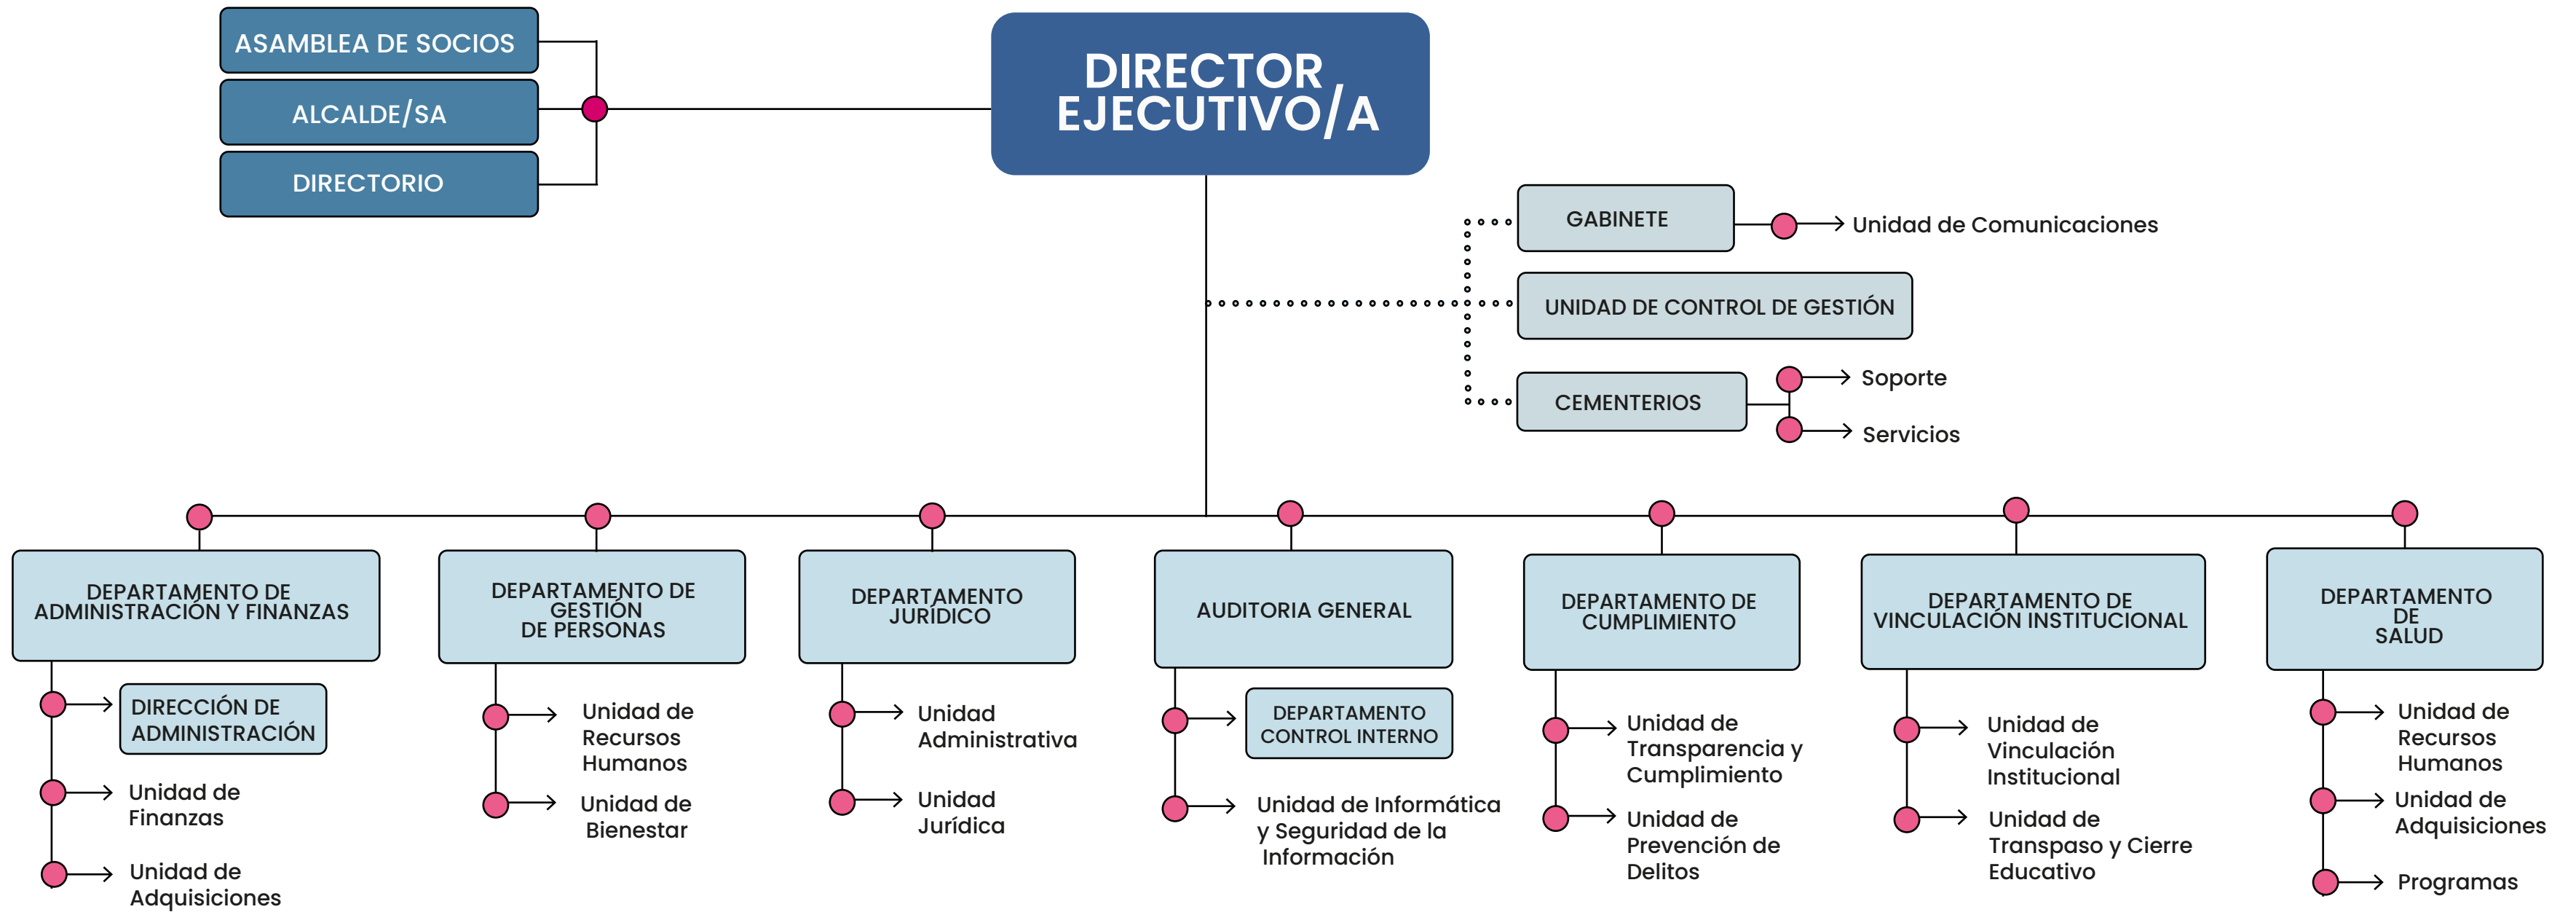 ASAMBLEA DE SOCIOS
ALCALDE/SA
DIRECTORIO
DIRECTOR
EJECUTIVO/A
GABINETE
Unidad de Comunicaciones
UNIDAD DE CONTROL DE GESTIÓN
CEMENTERIOS
Soporte
Servicios
DEPARTAMENTO DE
ADMINISTRACIÓN Y FINANZAS
DIRECCIÓN DE
ADMINISTRACIÓN
Unidad de
Finanzas
Unidad de
Adquisiciones
DEPARTAMENTO DE
GESTIÓN
DE PERSONAS
Unidad de
Recursos
Humanos
Unidad de
Bienestar
DEPARTAMENTO
JURÍDICO
Unidad
Administrativa
Unidad
Jurídica
AUDITORIA GENERAL
DEPARTAMENTO
CONTROL INTERNO
Unidad de Informática
y Seguridad de la
Información
DEPARTAMENTO DE
CUMPLIMIENTO
Unidad de
Transparencia y
Cumplimiento
Unidad de
Prevención de
Delitos
DEPARTAMENTO DE
VINCULACIÓN INSTITUCIONAL
Unidad de
Vinculación
Institucional
Unidad de
Transpaso y Cierre
Educativo
DEPARTAMENTO
DE
SALUD
Unidad de
Recursos
Humanos
Unidad de
Adquisiciones
Programas